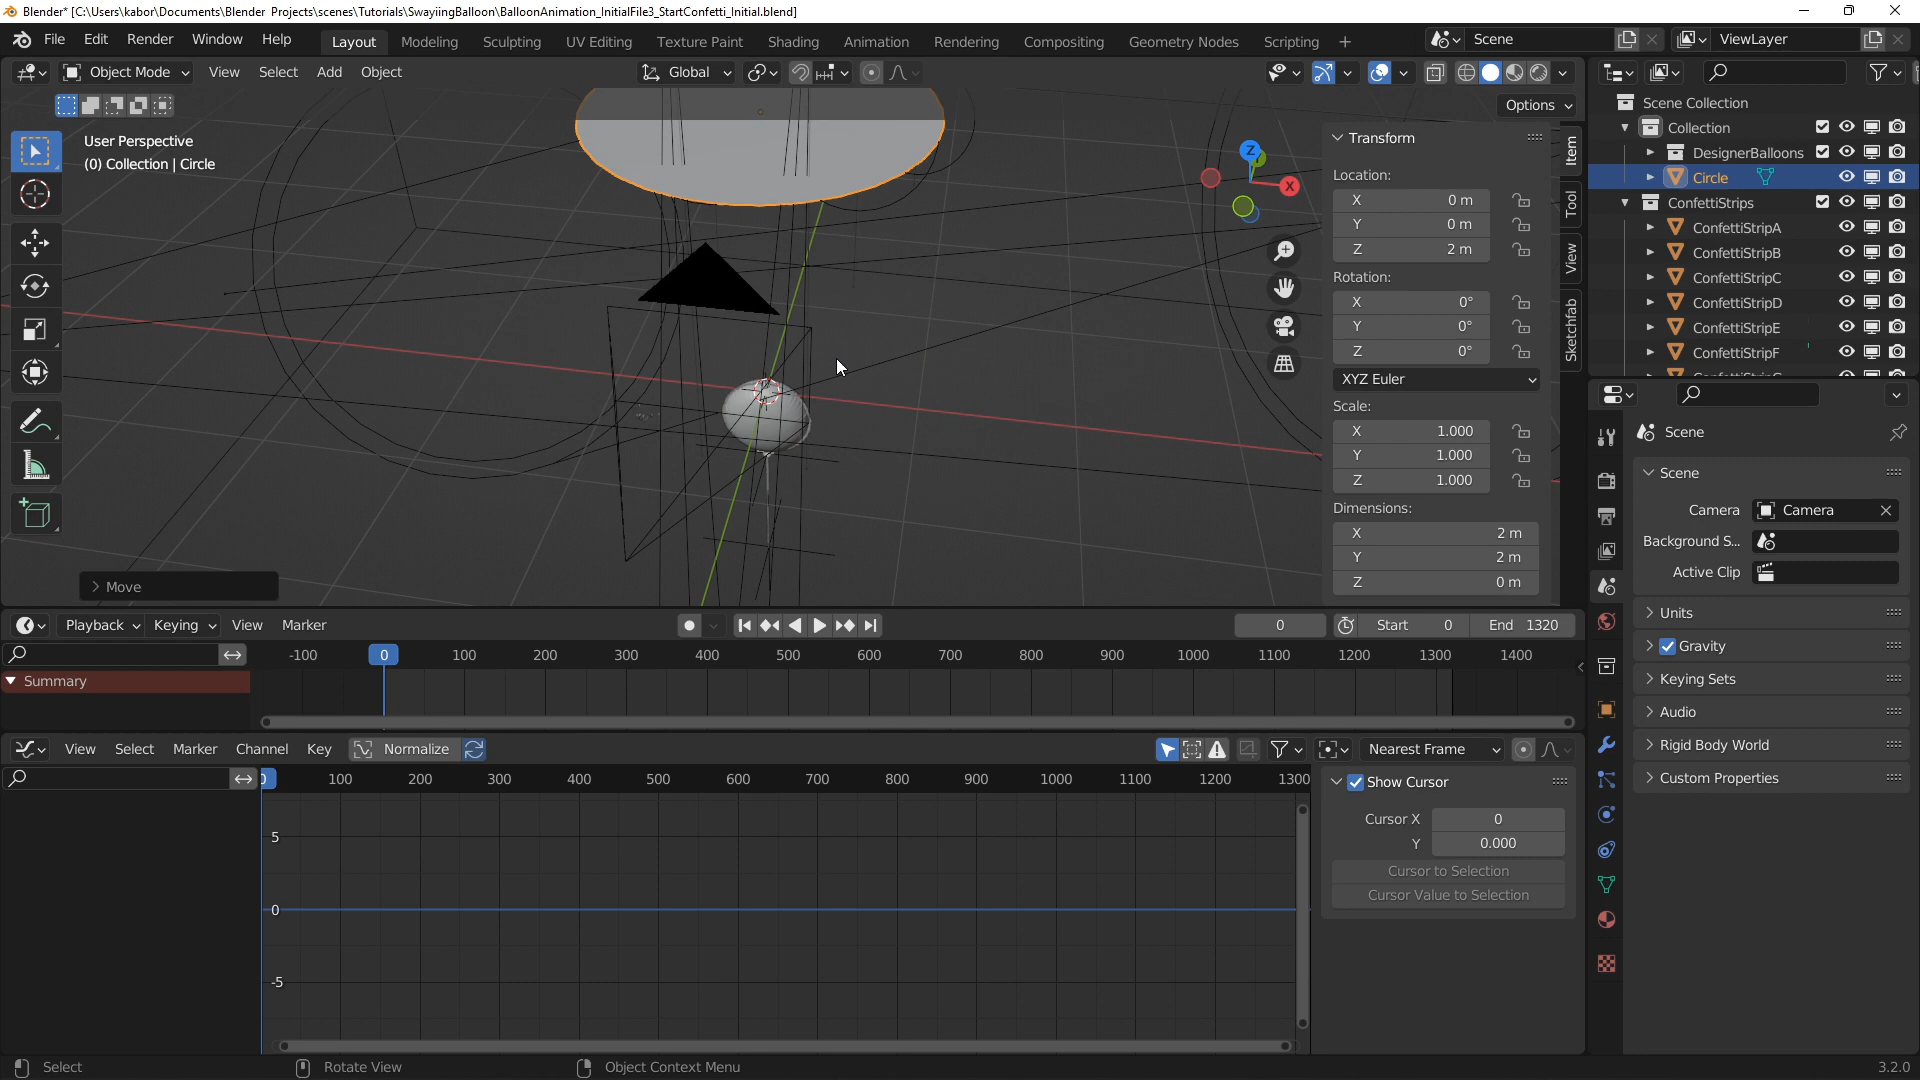 Blender* [C:\Users\kabor\Documents\Blender Projects\scenes\Tutorials\SwayiingBalloon\BalloonAnimation_InitialFile3_StartConfetti_Initial.blend]
File Edit Render Window Help Layout Modeling Sculpting UV Editing Texture Paint Shading Animation Rendering Compositing Geometry Nodes Scripting + Scene ViewLayer
Object Mode View Select Add Object Global
Options
User Perspective
(0) Collection | Circle
Z
X
Transform
Location:
X 0 m
Y 0 m
Z 2 m
Rotation:
X 0°
Y 0°
Z 0°
XYZ Euler
Scale:
X 1.000
Y 1.000
Z 1.000
Dimensions:
X 2 m
Y 2 m
Z 0 m
Item
Tool
View
Sketchfab
Move
Scene Collection
Collection
DesignerBalloons
Circle
ConfettiStrips
ConfettiStripA
ConfettiStripB
ConfettiStripC
ConfettiStripD
ConfettiStripE
ConfettiStripF
Scene
Scene
Camera Camera
Background S...
Active Clip
Units
Gravity
Keying Sets
Audio
Rigid Body World
Custom Properties
Playback Keying View Marker 0 Start 0 End 1320
-100 0 100 200 300 400 500 600 700 800 900 1000 1100 1200 1300 1400
Summary
View Select Marker Channel Key Normalize Nearest Frame
100 200 300 400 500 600 700 800 900 1000 1100 1200 1300
5
0
-5
Show Cursor
Cursor X 0
Y 0.000
Cursor to Selection
Cursor Value to Selection
Select Rotate View Object Context Menu 3.2.0